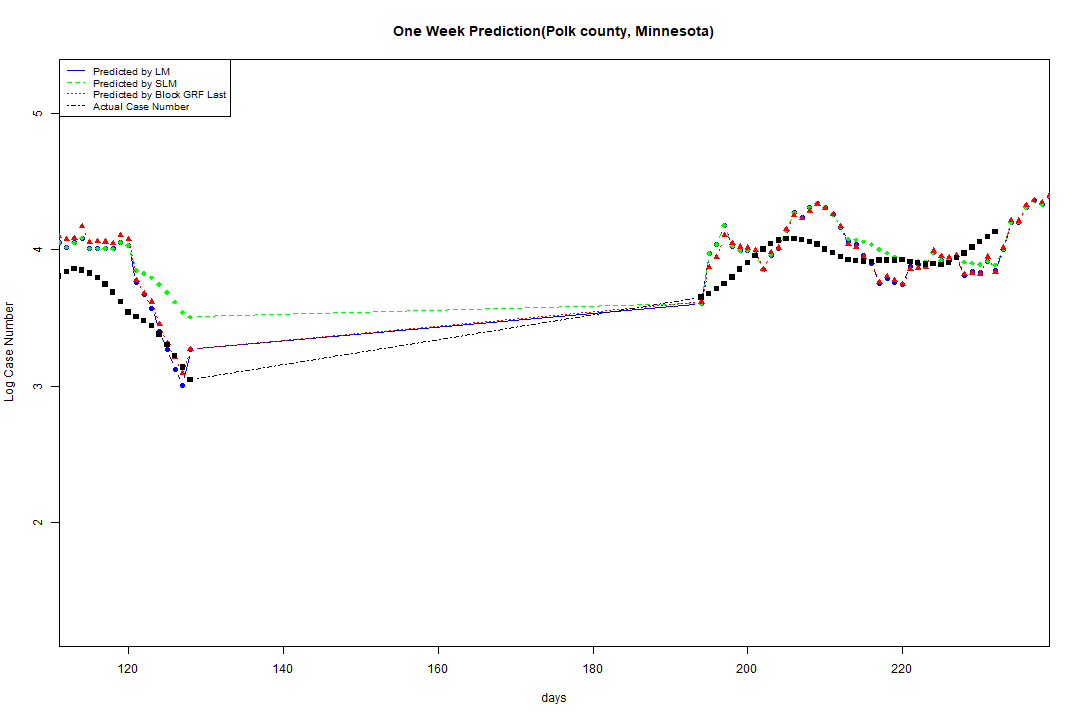 One Week Prediction(Polk county, Minnesota)
Predicted by LM
Predicted by SLM
Predicted by Block GRF Last
Actual Case Number
5
4
3
2
Log Case Number
120 140 160 180 200 220
days